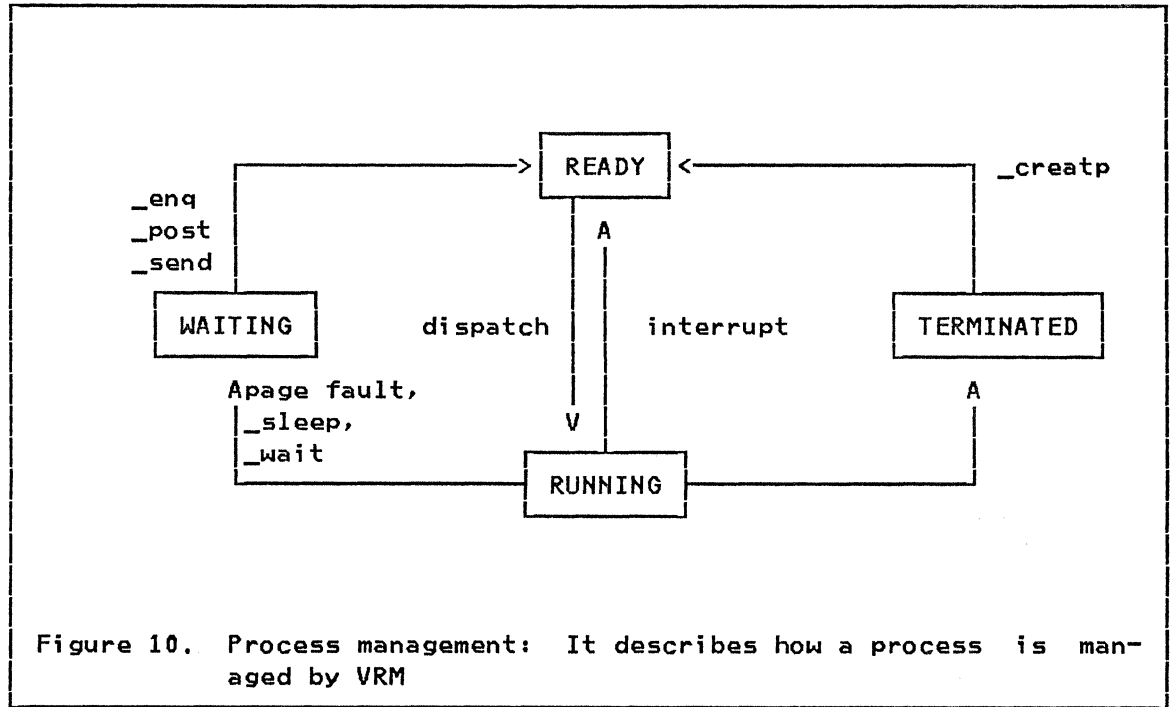 READY
_creatp
_enq
_post
_send
A
WAITING
dispatch
interrupt
TERMINATED
Apage fault,
A
_sleep,
V
_wait
RUNNING
Figure 10. Process management: It describes how a process is man-
aged by VRM